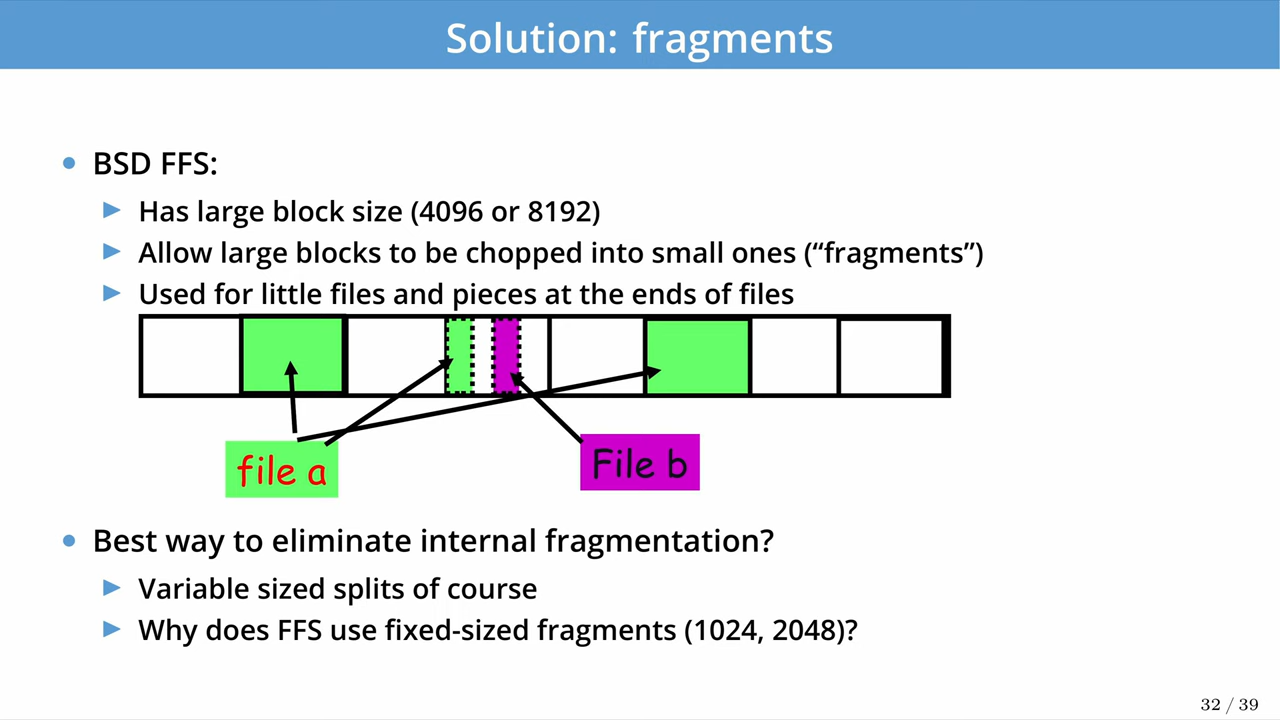 Solution: fragments
• BSD FFS:
▶ Has large block size (4096 or 8192)
▶ Allow large blocks to be chopped into small ones (“fragments”)
▶ Used for little files and pieces at the ends of files
file a
File b
• Best way to eliminate internal fragmentation?
▶ Variable sized splits of course
▶ Why does FFS use fixed-sized fragments (1024, 2048)?
32 / 39